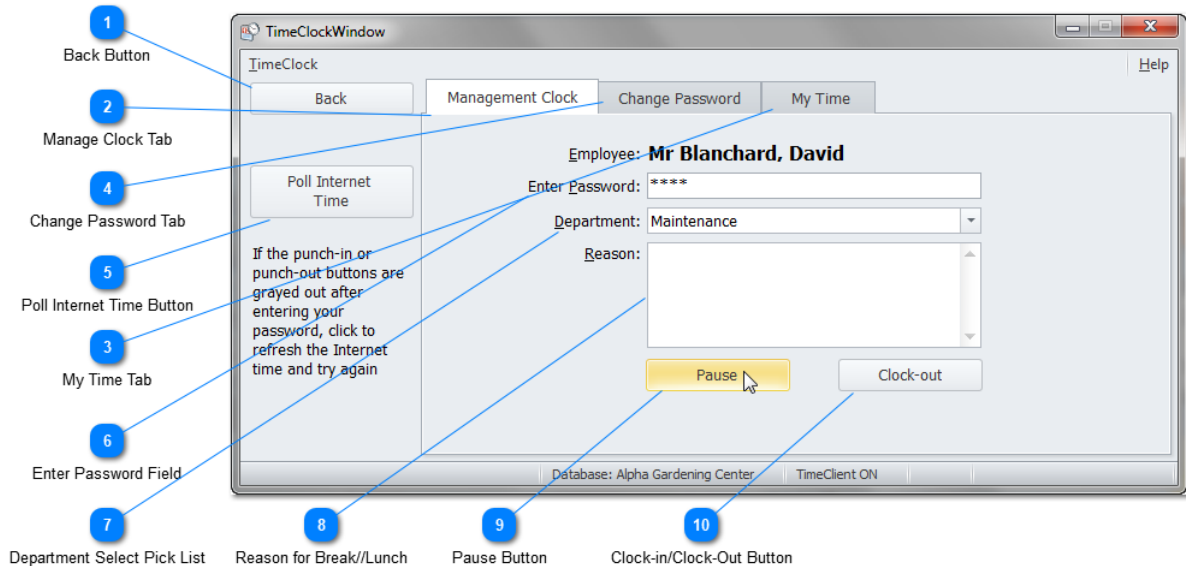 1
Back Button
2
Manage Clock Tab
4
Change Password Tab
5
Poll Internet Time Button
3
My Time Tab
6
Enter Password Field
7
Department Select Pick List
TimeClockWindow
TimeClock
Help
Back
Management Clock
Change Password
My Time
Poll Internet
Time
If the punch-in or
punch-out buttons are
grayed out after
entering your
password, click to
refresh the Internet
time and try again
Employee: Mr Blanchard, David
Enter Password: ****
Department: Maintenance
Reason:
Pause
Clock-out
Database: Alpha Gardening Center
TimeClient ON
8
Reason for Break//Lunch
9
Pause Button
10
Clock-in/Clock-Out Button